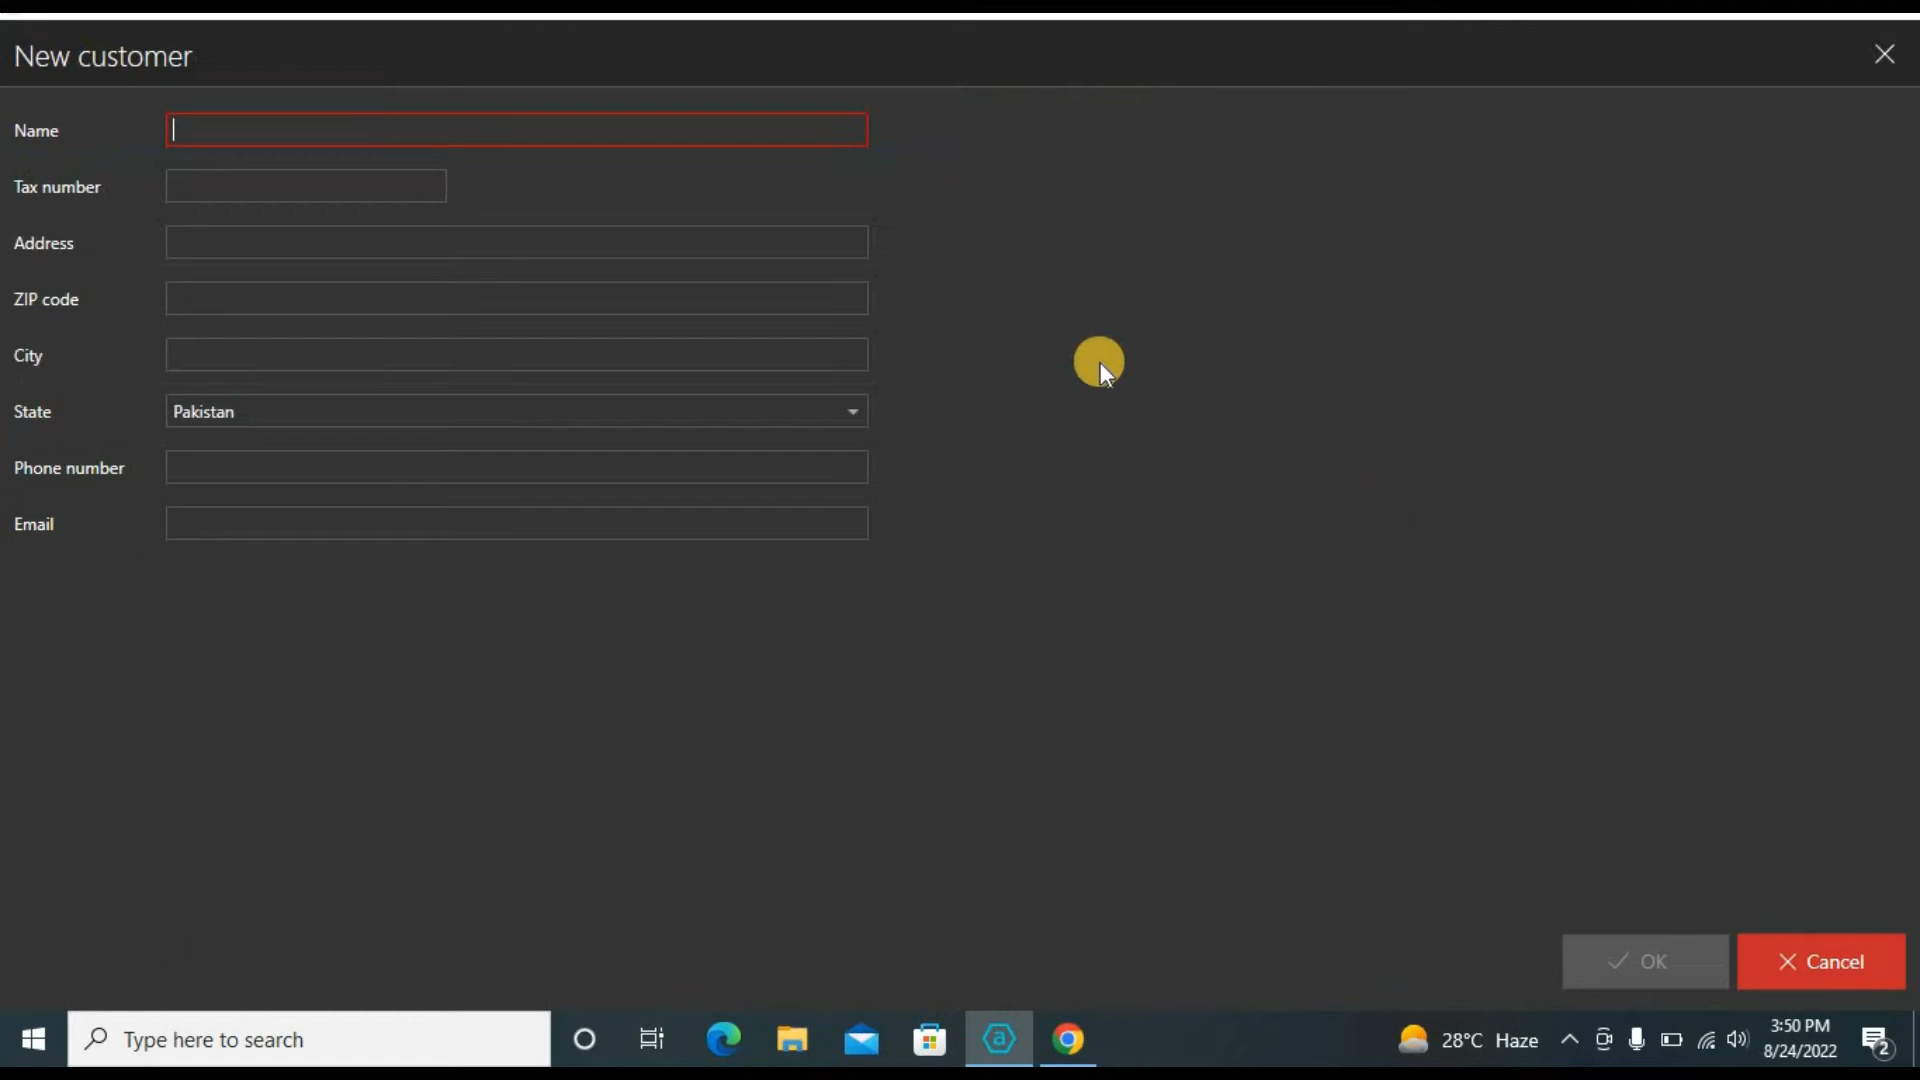 New customer
Name
Tax number
Address
ZIP code
City
State Pakistan
Phone number
Email
OK Cancel
Type here to search
a
28°C Haze
3:50 PM
8/24/2022
2